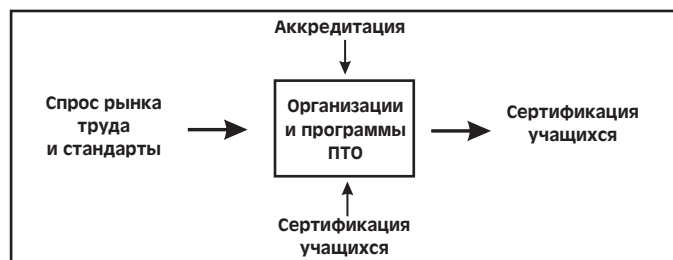 Аккредитация
Спрос рынка
труда
и стандарты
Организации
и программы
ПТО
Сертификация
учащихся
Сертификация
учащихся